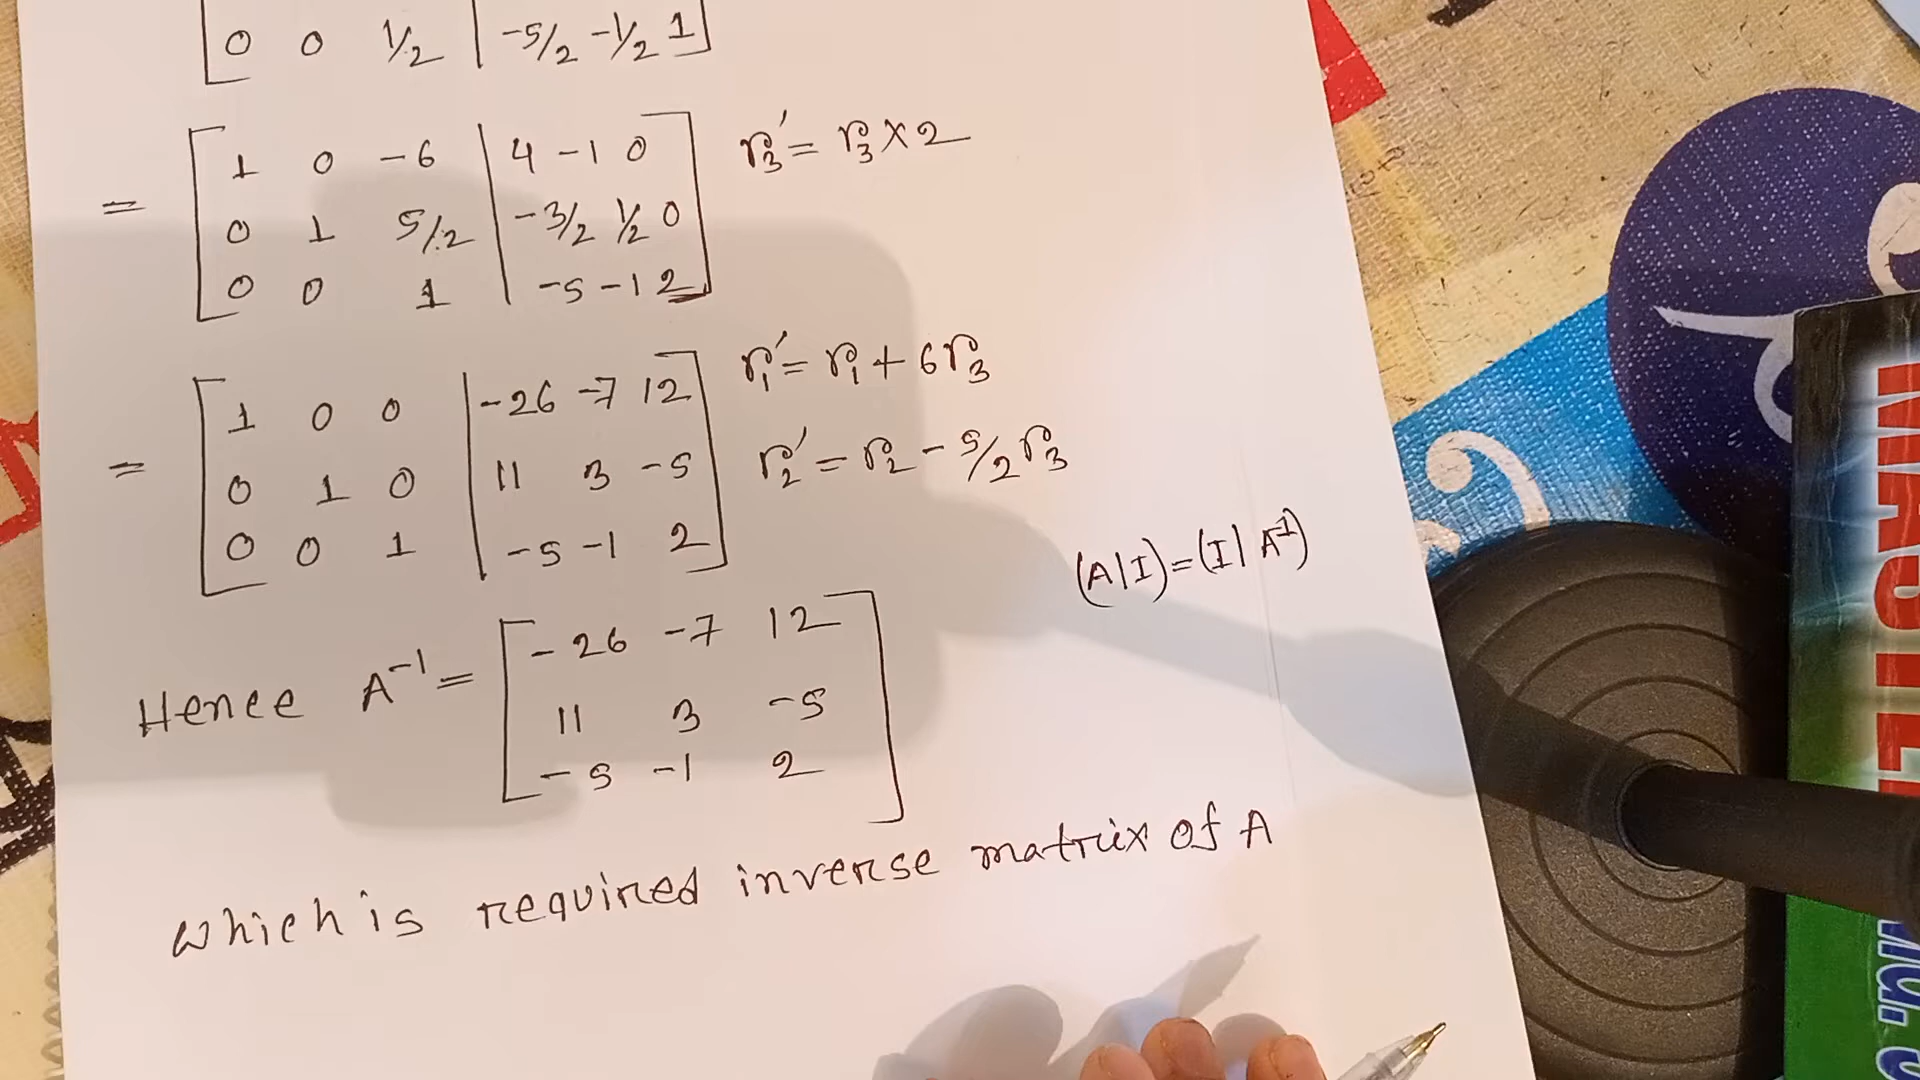 0 0 1/2 | -5/2 -1/2 1
= 1 0 -6 | 4 -1 0 r₃' = r₃ × 2
0 1 5/2 | -3/2 1/2 0
0 0 1 | -5 -1 2
= 1 0 0 | -26 -7 12 r₁' = r₁ + 6r₃
0 1 0 | 11 3 -5 r₂' = r₂ - 5/2 r₃
0 0 1 | -5 -1 2
(A|I) = (I|A⁻¹)
Hence A⁻¹ = -26 -7 12
11 3 -5
-5 -1 2
which is required inverse matrix of A